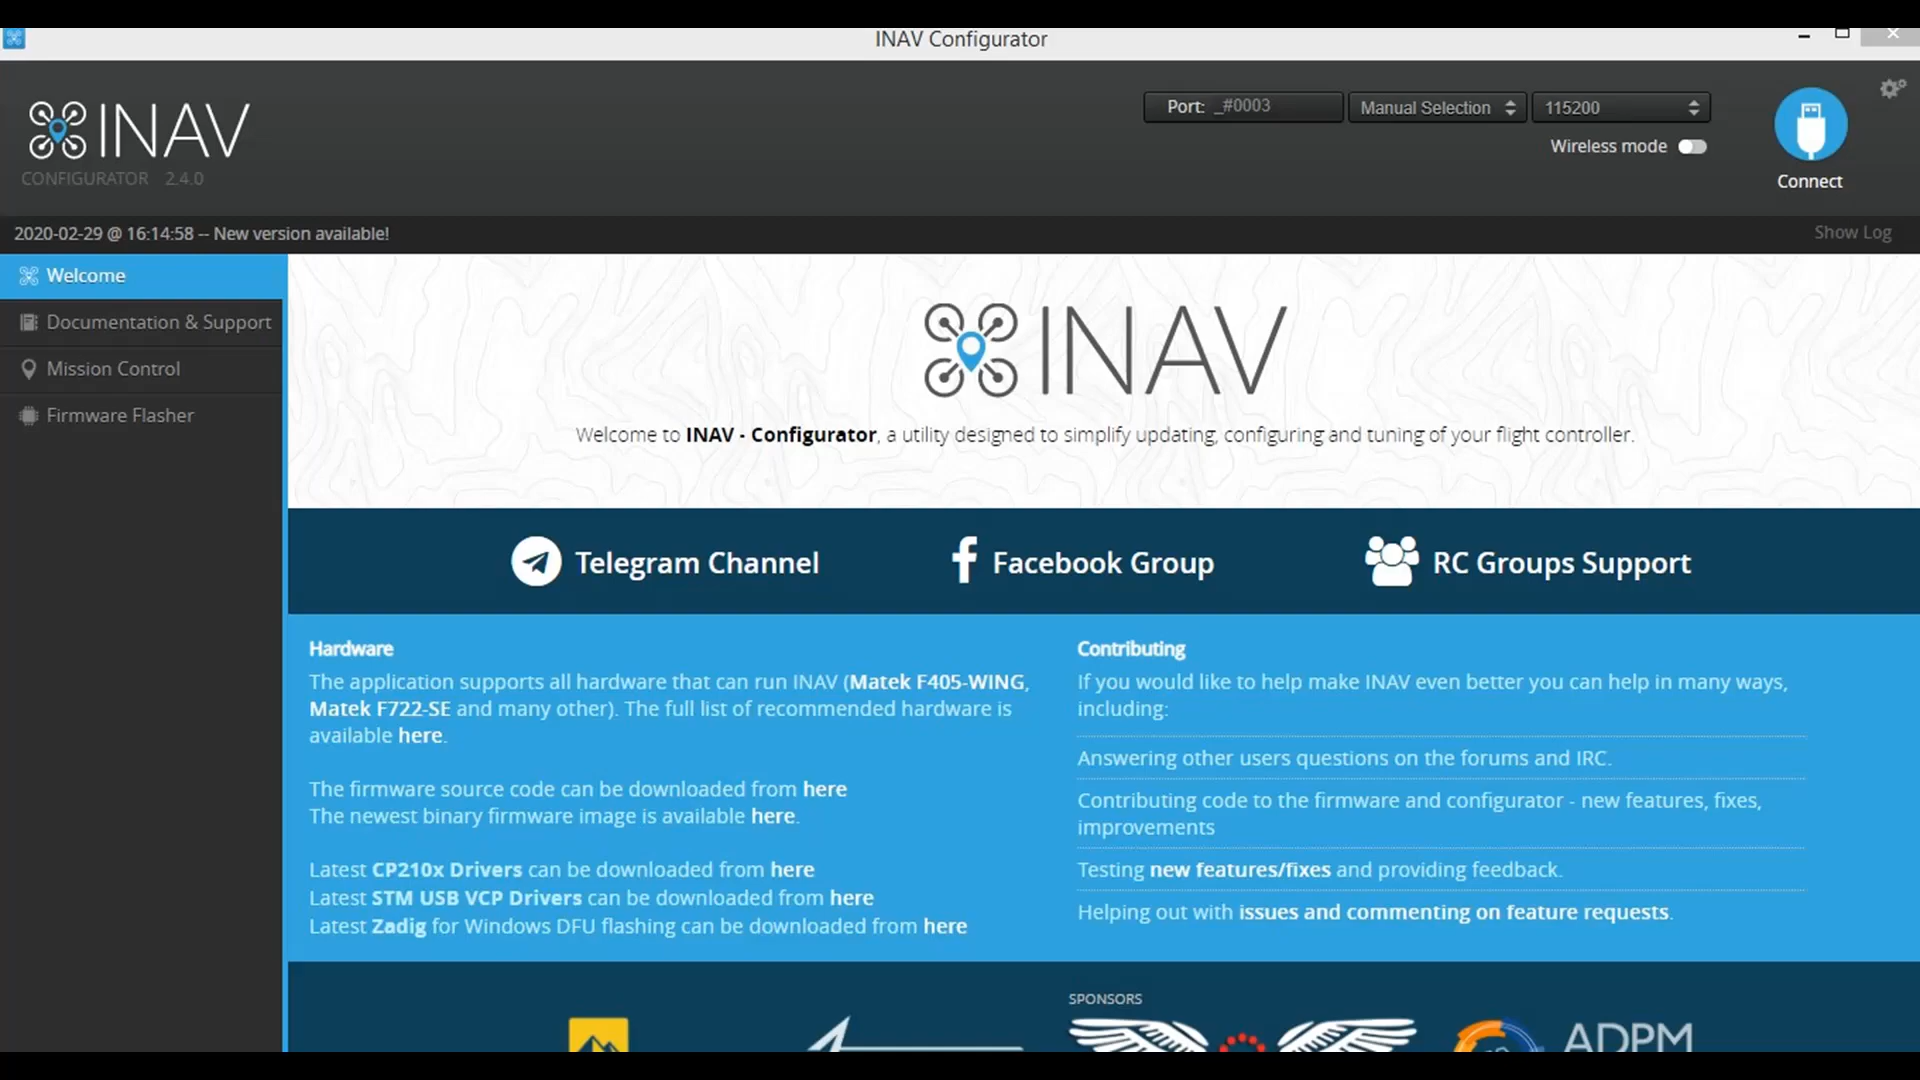 INAV Configurator
INAV
CONFIGURATOR 2.4.0
Port: _#0003
Manual Selection
115200
Wireless mode
Connect
2020-02-29 @ 16:14:58 -- New version available!
Show Log
Welcome
Documentation & Support
Mission Control
Firmware Flasher
INAV
Welcome to INAV - Configurator, a utility designed to simplify updating, configuring and tuning of your flight controller.
Telegram Channel
Facebook Group
RC Groups Support
Hardware
The application supports all hardware that can run INAV (Matek F405-WING,
Matek F722-SE and many other). The full list of recommended hardware is
available here.
The firmware source code can be downloaded from here
The newest binary firmware image is available here.
Latest CP210x Drivers can be downloaded from here
Latest STM USB VCP Drivers can be downloaded from here
Latest Zadig for Windows DFU flashing can be downloaded from here
Contributing
If you would like to help make INAV even better you can help in many ways,
including:
Answering other users questions on the forums and IRC.
Contributing code to the firmware and configurator - new features, fixes,
improvements
Testing new features/fixes and providing feedback.
Helping out with issues and commenting on feature requests.
SPONSORS
ADPM